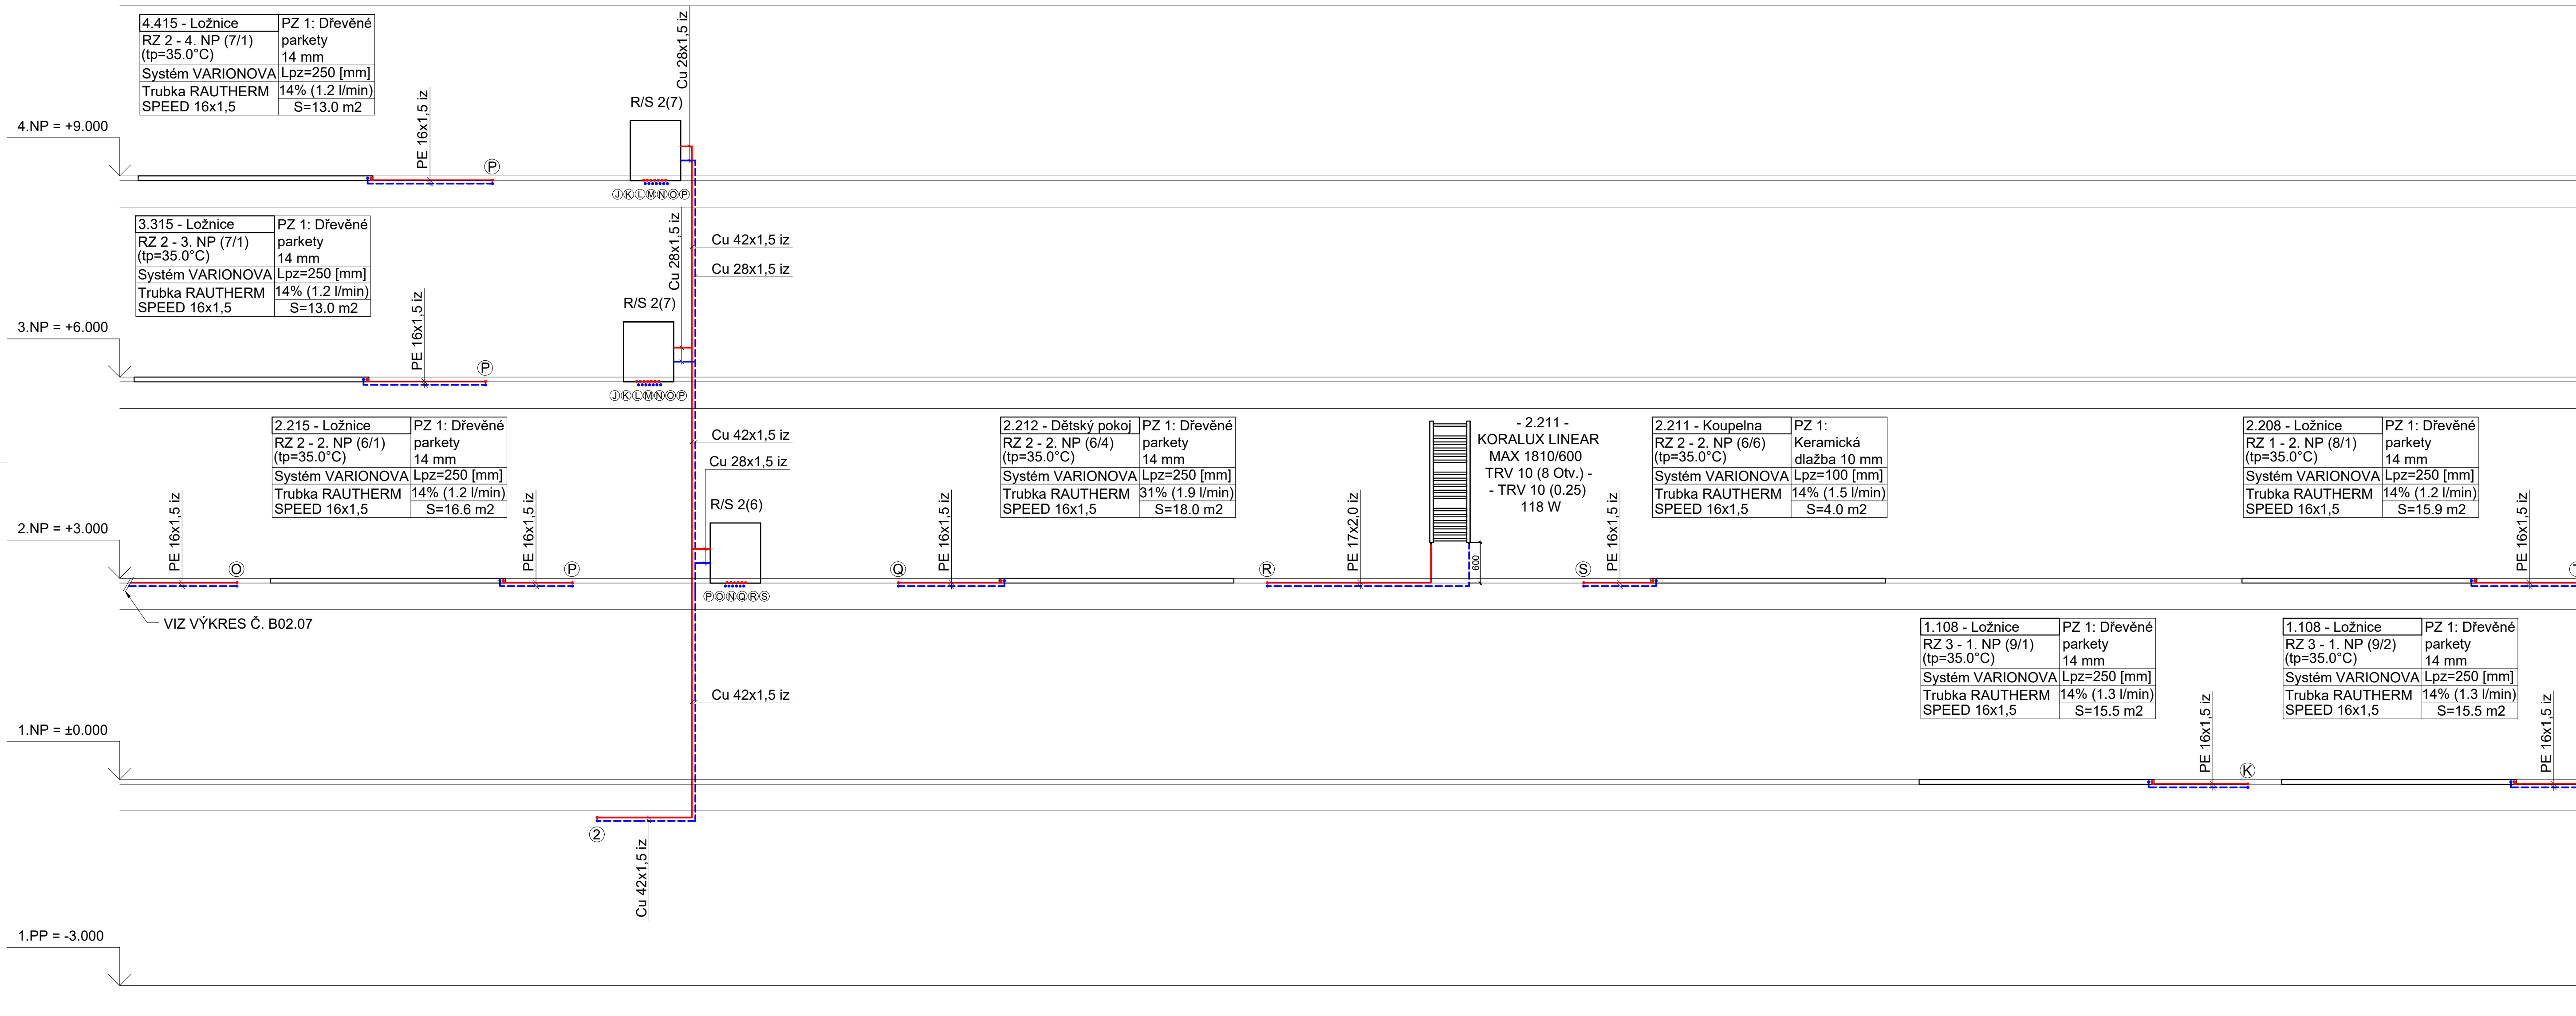 4.415 - Ložnice
PZ 1: Dřevěné
parkety
14 mm
RZ 2 - 4. NP (7/1)
(tp=35.0°C)
Systém VARIONOVA
Lpz=250 [mm]
Trubka RAUTHERM
SPEED 16x1,5
14% (1.2 l/min)
S=13.0 m2
PE 16x1,5 iz
P
R/S 2(7)
Cu 28x1,5 iz
J K L M N O P
4.NP = +9.000
3.315 - Ložnice
PZ 1: Dřevěné
parkety
14 mm
RZ 2 - 3. NP (7/1)
(tp=35.0°C)
Systém VARIONOVA
Lpz=250 [mm]
Trubka RAUTHERM
SPEED 16x1,5
14% (1.2 l/min)
S=13.0 m2
PE 16x1,5 iz
P
R/S 2(7)
Cu 28x1,5 iz
J K L M N O P
Cu 42x1,5 iz
Cu 28x1,5 iz
3.NP = +6.000
2.215 - Ložnice
PZ 1: Dřevěné
parkety
14 mm
RZ 2 - 2. NP (6/1)
(tp=35.0°C)
Systém VARIONOVA
Lpz=250 [mm]
Trubka RAUTHERM
SPEED 16x1,5
14% (1.2 l/min)
S=16.6 m2
PE 16x1,5 iz
O
PE 16x1,5 iz
P
Cu 42x1,5 iz
Cu 28x1,5 iz
R/S 2(6)
P O N Q R S
2.212 - Dětský pokoj
PZ 1: Dřevěné
parkety
14 mm
RZ 2 - 2. NP (6/4)
(tp=35.0°C)
Systém VARIONOVA
Lpz=250 [mm]
Trubka RAUTHERM
SPEED 16x1,5
31% (1.9 l/min)
S=18.0 m2
Q
PE 16x1,5 iz
R
PE 17x2,0 iz
- 2.211 -
KORALUX LINEAR
MAX 1810/600
TRV 10 (8 Otv.) -
- TRV 10 (0.25)
118 W
600
2.211 - Koupelna
PZ 1:
Keramická
dlažba 10 mm
RZ 2 - 2. NP (6/6)
(tp=35.0°C)
Systém VARIONOVA
Lpz=100 [mm]
Trubka RAUTHERM
SPEED 16x1,5
14% (1.5 l/min)
S=4.0 m2
S
PE 16x1,5 iz
2.208 - Ložnice
PZ 1: Dřevěné
parkety
14 mm
RZ 1 - 2. NP (8/1)
(tp=35.0°C)
Systém VARIONOVA
Lpz=250 [mm]
Trubka RAUTHERM
SPEED 16x1,5
14% (1.2 l/min)
S=15.9 m2
PE 16x1,5 iz
2.NP = +3.000
VIZ VÝKRES Č. B02.07
Cu 42x1,5 iz
1.108 - Ložnice
PZ 1: Dřevěné
parkety
14 mm
RZ 3 - 1. NP (9/1)
(tp=35.0°C)
Systém VARIONOVA
Lpz=250 [mm]
Trubka RAUTHERM
SPEED 16x1,5
14% (1.3 l/min)
S=15.5 m2
PE 16x1,5 iz
K
1.108 - Ložnice
PZ 1: Dřevěné
parkety
14 mm
RZ 3 - 1. NP (9/2)
(tp=35.0°C)
Systém VARIONOVA
Lpz=250 [mm]
Trubka RAUTHERM
SPEED 16x1,5
14% (1.3 l/min)
S=15.5 m2
PE 16x1,5 iz
1.NP = ±0.000
2
Cu 42x1,5 iz
1.PP = -3.000